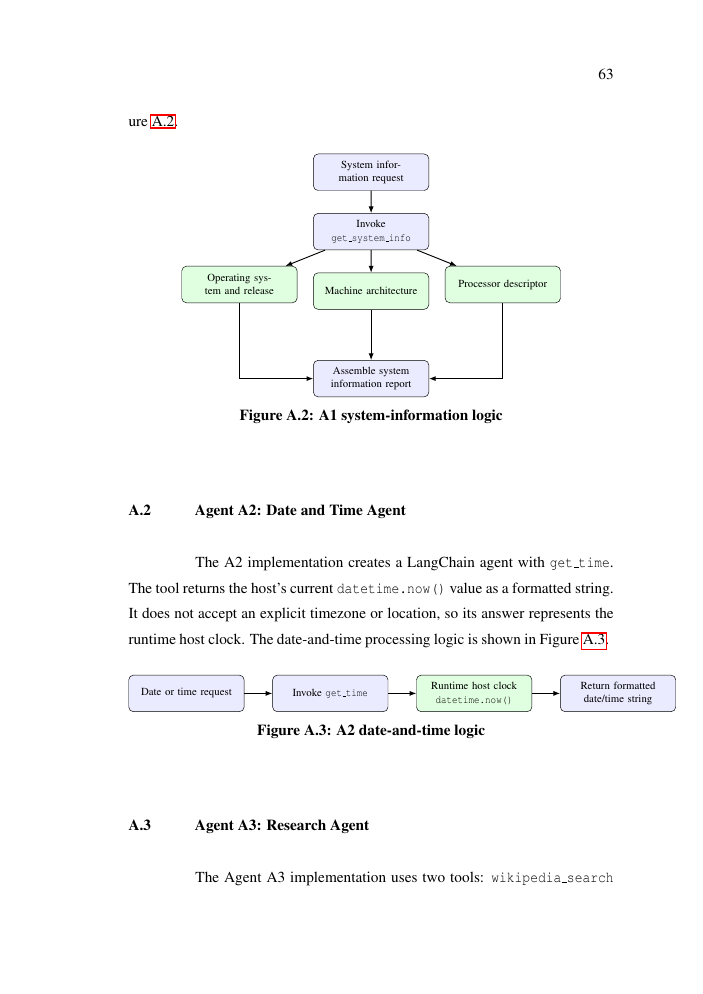 63
ure A.2.
System infor-
mation request
Invoke
get_system_info
Operating sys-
tem and release
Machine architecture
Processor descriptor
Assemble system
information report
Figure A.2: A1 system-information logic
A.2 Agent A2: Date and Time Agent
The A2 implementation creates a LangChain agent with get_time.
The tool returns the host's current datetime.now() value as a formatted string.
It does not accept an explicit timezone or location, so its answer represents the
runtime host clock. The date-and-time processing logic is shown in Figure A.3.
Date or time request
Invoke get_time
Runtime host clock
datetime.now()
Return formatted
date/time string
Figure A.3: A2 date-and-time logic
A.3 Agent A3: Research Agent
The Agent A3 implementation uses two tools: wikipedia_search